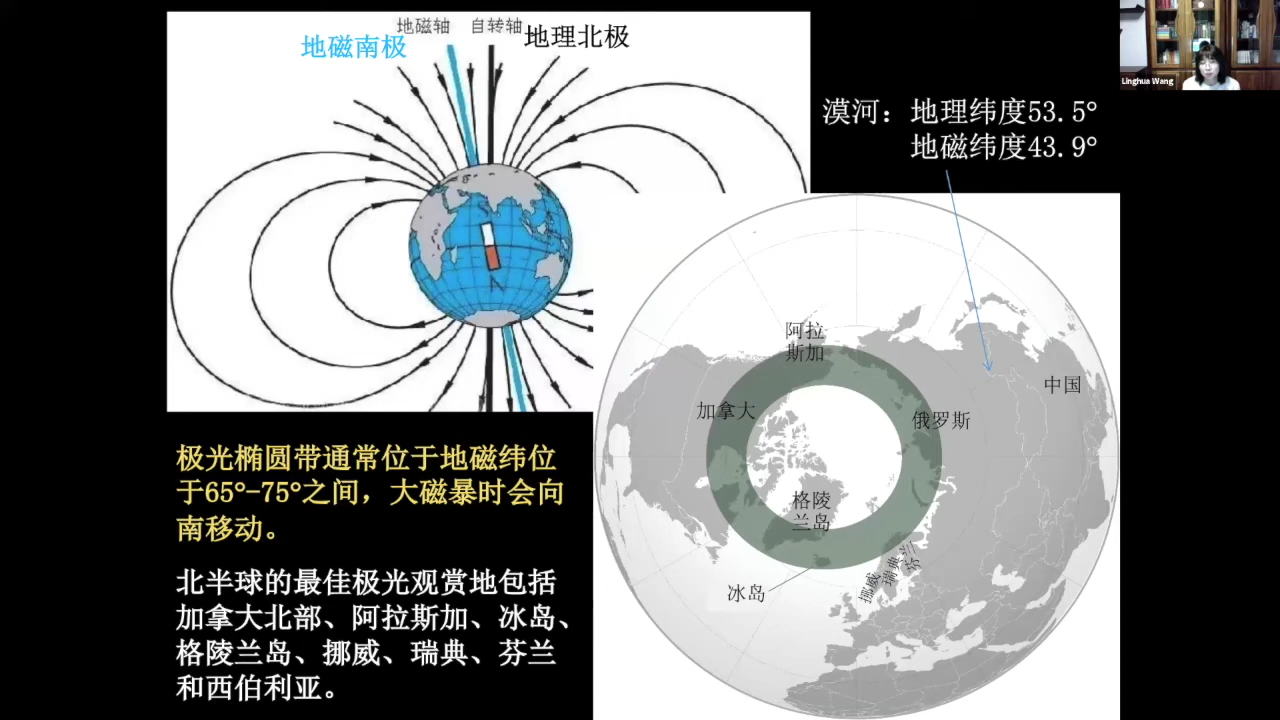 地磁轴 自转轴
地磁南极 地理北极
Linghua Wang
漠河：地理纬度53.5°
地磁纬度43.9°
S
N
阿拉
斯加
中国
加拿大
俄罗斯
格陵
兰岛
冰岛
挪威
瑞典
芬兰
极光椭圆带通常位于地磁纬位
于65°-75°之间，大磁暴时会向
南移动。
北半球的最佳极光观赏地包括
加拿大北部、阿拉斯加、冰岛、
格陵兰岛、挪威、瑞典、芬兰
和西伯利亚。